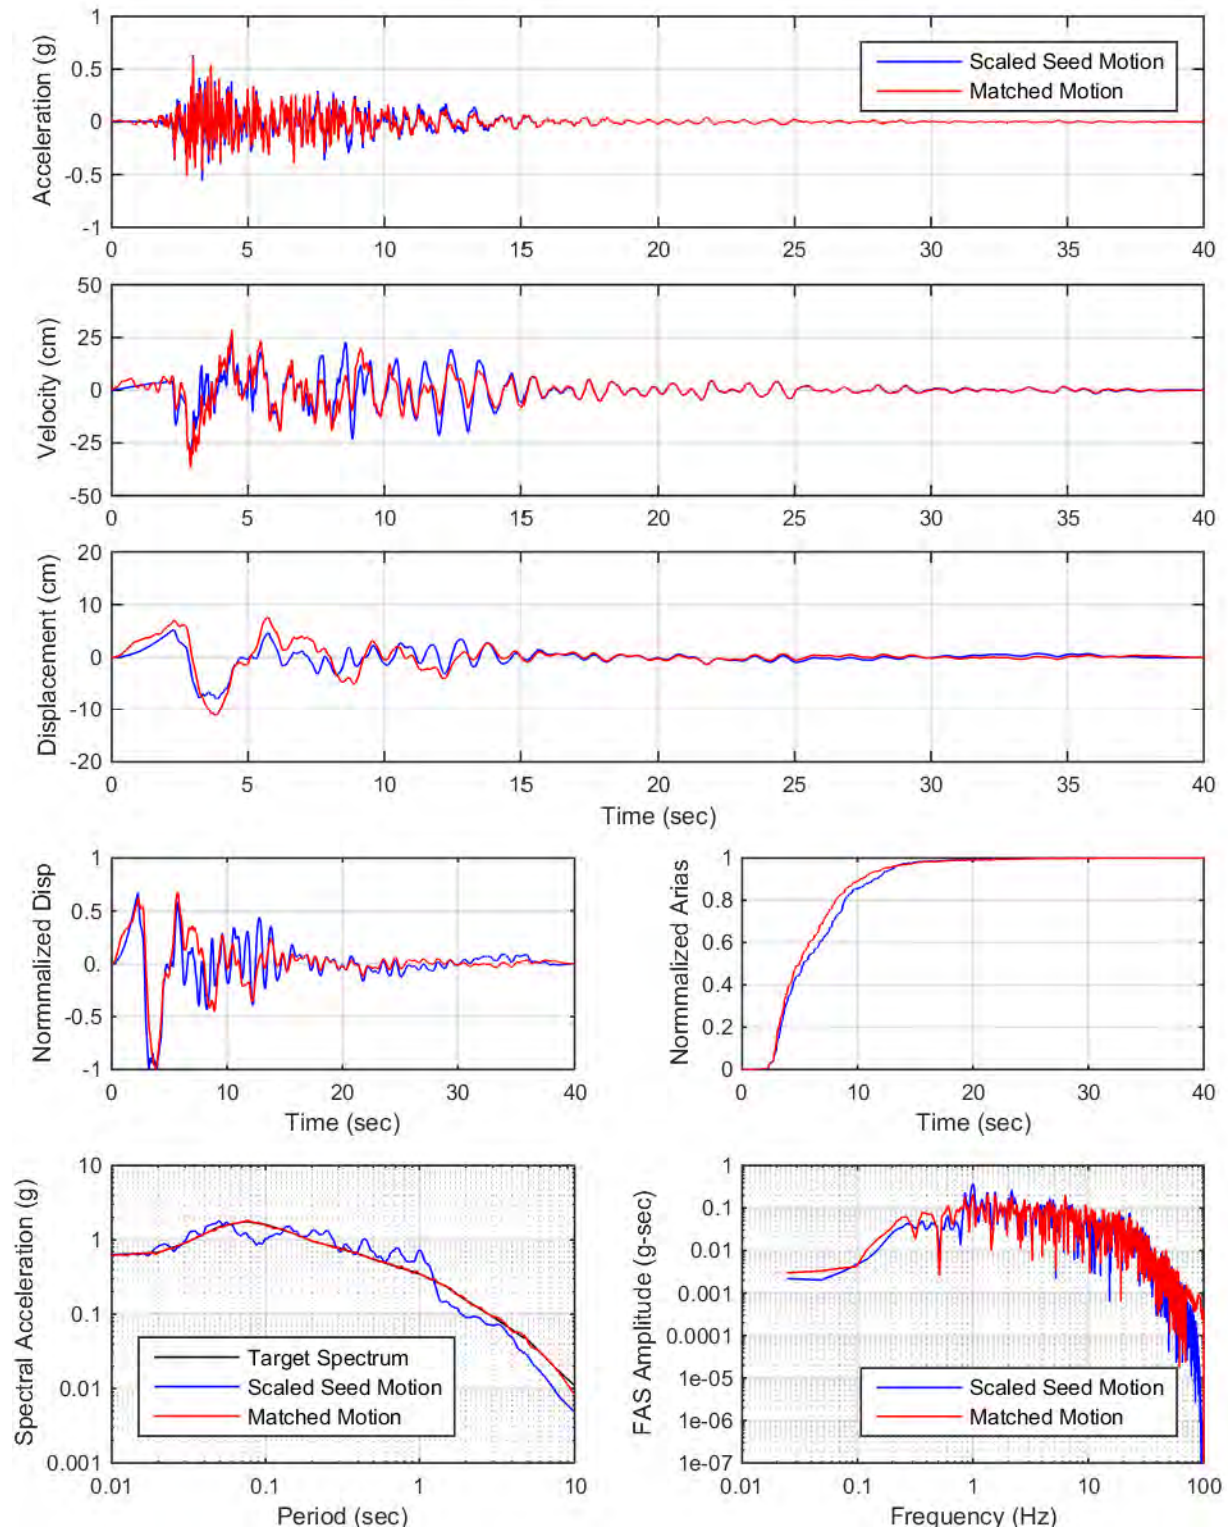 1
0.5
0
-0.5
-1
Acceleration (g)
Scaled Seed Motion
Matched Motion
0 5 10 15 20 25 30 35 40
50
25
0
-25
-50
Velocity (cm)
0 5 10 15 20 25 30 35 40
20
10
0
-10
-20
Displacement (cm)
0 5 10 15 20 25 30 35 40
Time (sec)
1
0.5
0.
-0.5
-1
Nornmalized Disp
0 10 20 30 40
Time (sec)
1
0.8
0.6
0.4
0.2
0
Nornmalized Arias
0 10 20 30 40
Time (sec)
10
1
0.1
0.01
0.001
Spectral Acceleration (g)
Target Spectrum
Scaled Seed Motion
Matched Motion
0.01 0.1 1 10
Period (sec)
1
0.1
0.01
0.001
0.0001
1e-05
1e-06
1e-07
FAS Amplitude (g-sec)
Scaled Seed Motion
Matched Motion
0.01 0.1 1 10 100
Frequency (Hz)